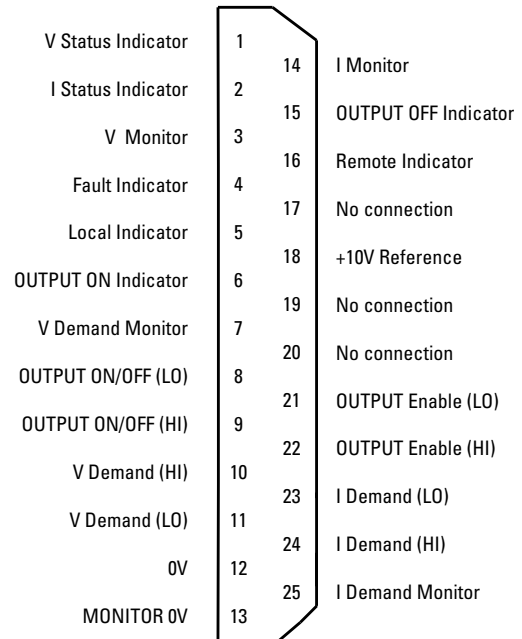 V Status Indicator 1
14 I Monitor
I Status Indicator 2
15 OUTPUT OFF Indicator
V Monitor 3
16 Remote Indicator
Fault Indicator 4
17 No connection
Local Indicator 5
18 +10V Reference
OUTPUT ON Indicator 6
19 No connection
V Demand Monitor 7
20 No connection
OUTPUT ON/OFF (LO) 8
21 OUTPUT Enable (LO)
OUTPUT ON/OFF (HI) 9
22 OUTPUT Enable (HI)
V Demand (HI) 10
23 I Demand (LO)
V Demand (LO) 11
24 I Demand (HI)
0V 12
25 I Demand Monitor
MONITOR 0V 13